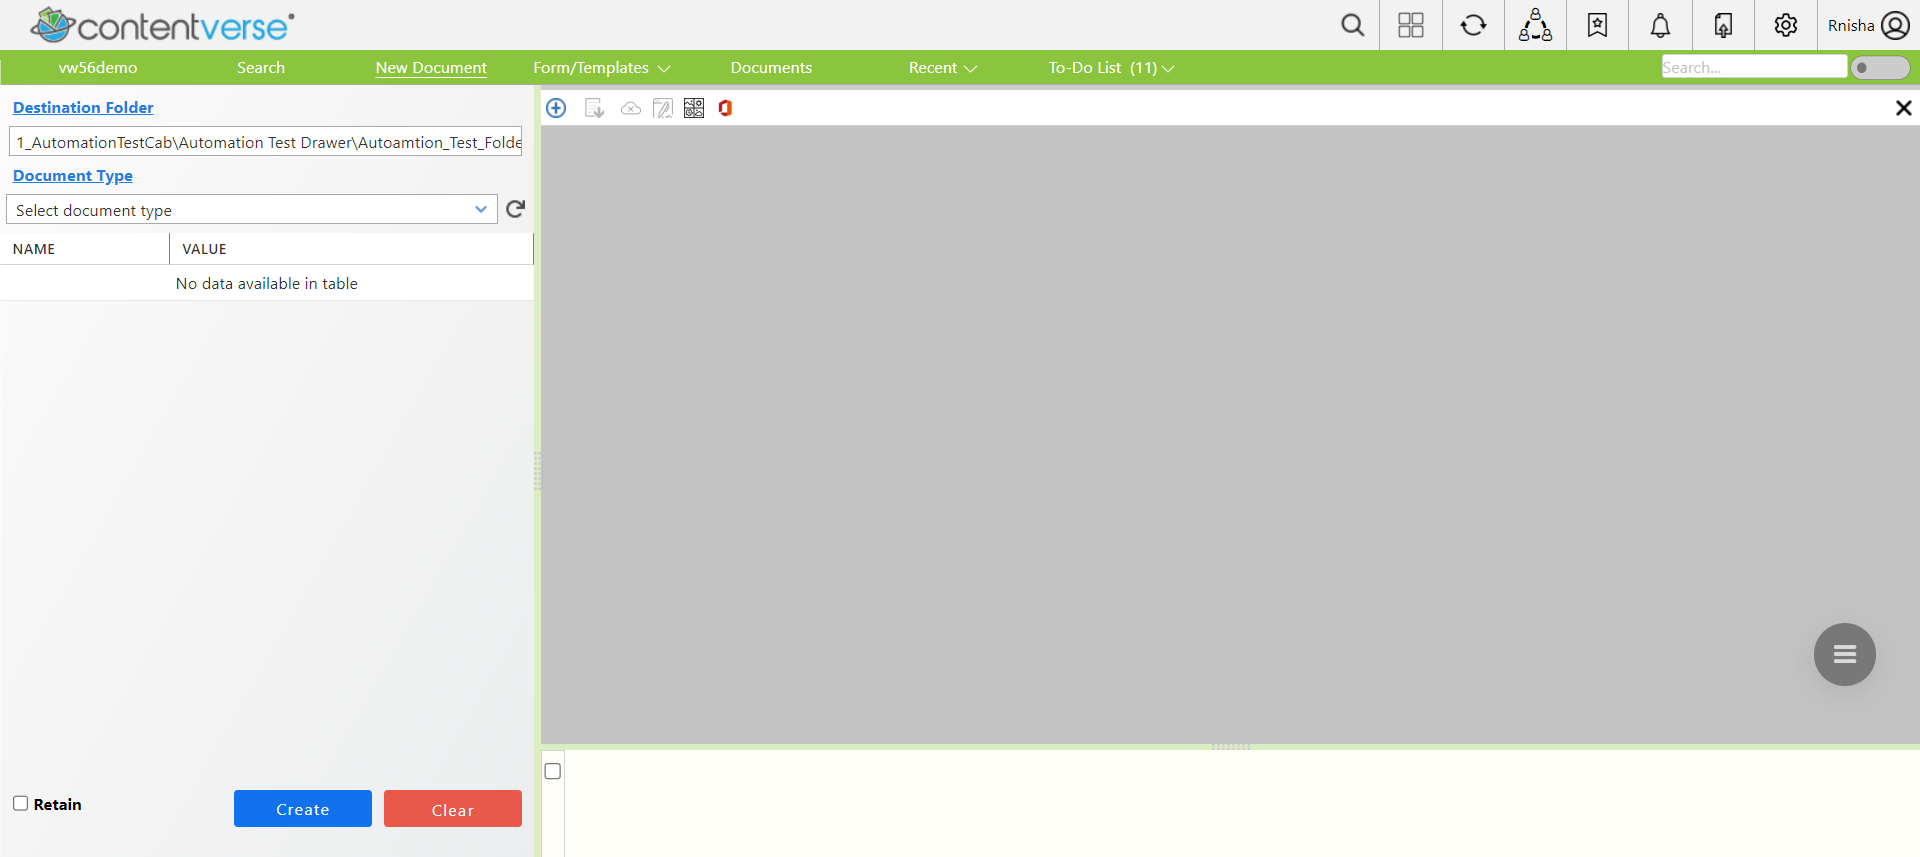 contentverse
Rnisha
vw56demo Search New Document Form/Templates Documents Recent To-Do List (11) Search...
Destination Folder
1_AutomationTestCab\Automation Test Drawer\Autoamtion_Test_Folde
Document Type
Select document type
NAME VALUE
No data available in table
Retain Create Clear